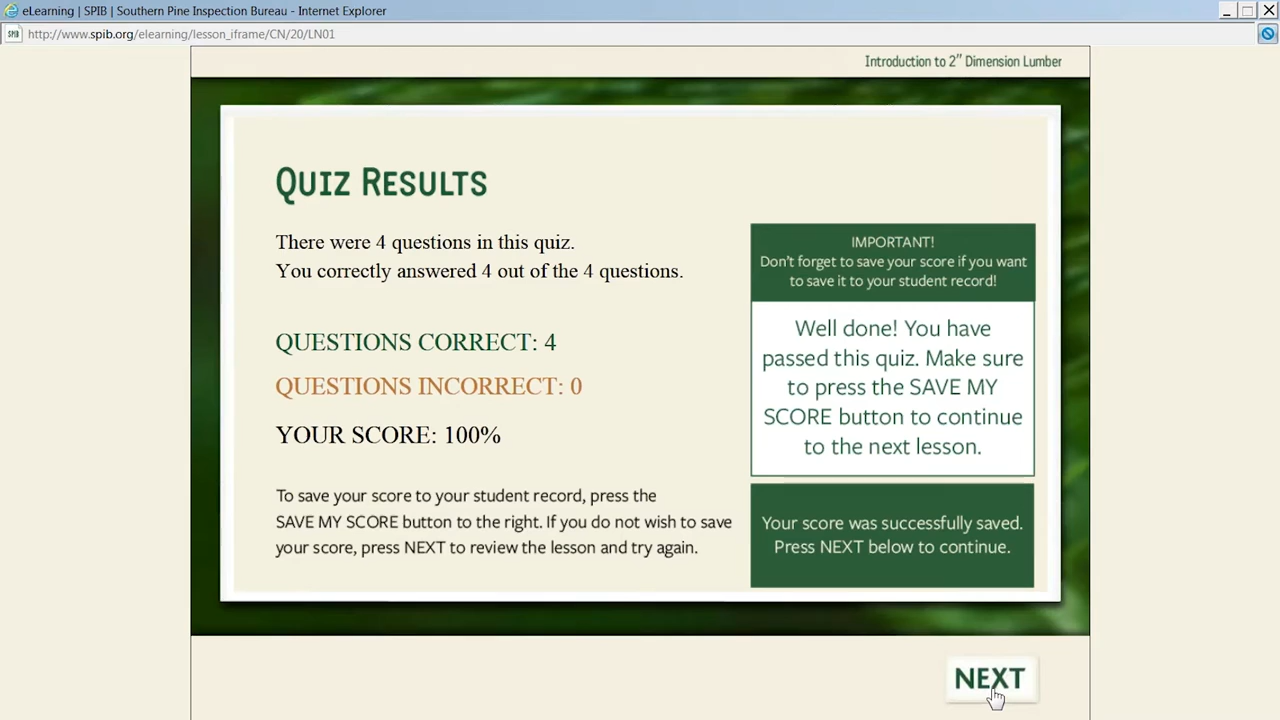 eLearning | SPIB | Southern Pine Inspection Bureau - Internet Explorer
SPIB
http://www.spib.org/elearning/lesson_iframe/CN/20/LN01
Introduction to 2" Dimension Lumber
QUIZ RESULTS
There were 4 questions in this quiz.
You correctly answered 4 out of the 4 questions.
QUESTIONS CORRECT: 4
QUESTIONS INCORRECT: 0
YOUR SCORE: 100%
To save your score to your student record, press the
SAVE MY SCORE button to the right. If you do not wish to save
your score, press NEXT to review the lesson and try again.
IMPORTANT!
Don't forget to save your score if you want
to save it to your student record!
Well done! You have
passed this quiz. Make sure
to press the SAVE MY
SCORE button to continue
to the next lesson.
Your score was successfully saved.
Press NEXT below to continue.
NEXT